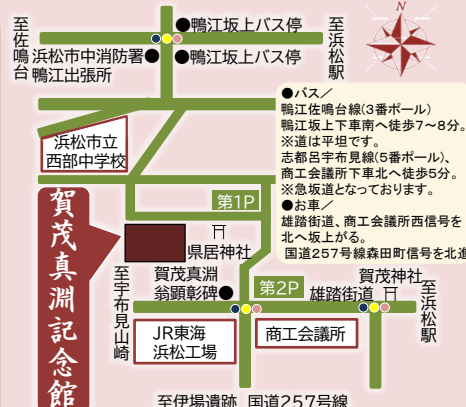 N
至佐鳴台
●鴨江坂上バス停
至浜松駅
浜松市中消防署●
鴨江出張所
●鴨江坂上バス停
●バス／
鴨江佐鳴台線(3番ポール)
鴨江坂上下車南へ徒歩7～8分。
※道は平坦です。
志都呂宇布見線(5番ポール)、
商工会議所下車北へ徒歩5分。
※急坂道となっております。
●お車／
雄踏街道、商工会議所西信号を
北へ坂上がる。
国道257号線森田町信号を北進
浜松市立
西部中学校
賀茂真淵記念館
第1P
県居神社
至宇布見山崎
賀茂真淵
翁顕彰碑●
第2P
賀茂神社
雄踏街道
至浜松駅
JR東海
浜松工場
商工会議所
至伊場遺跡 国道257号線